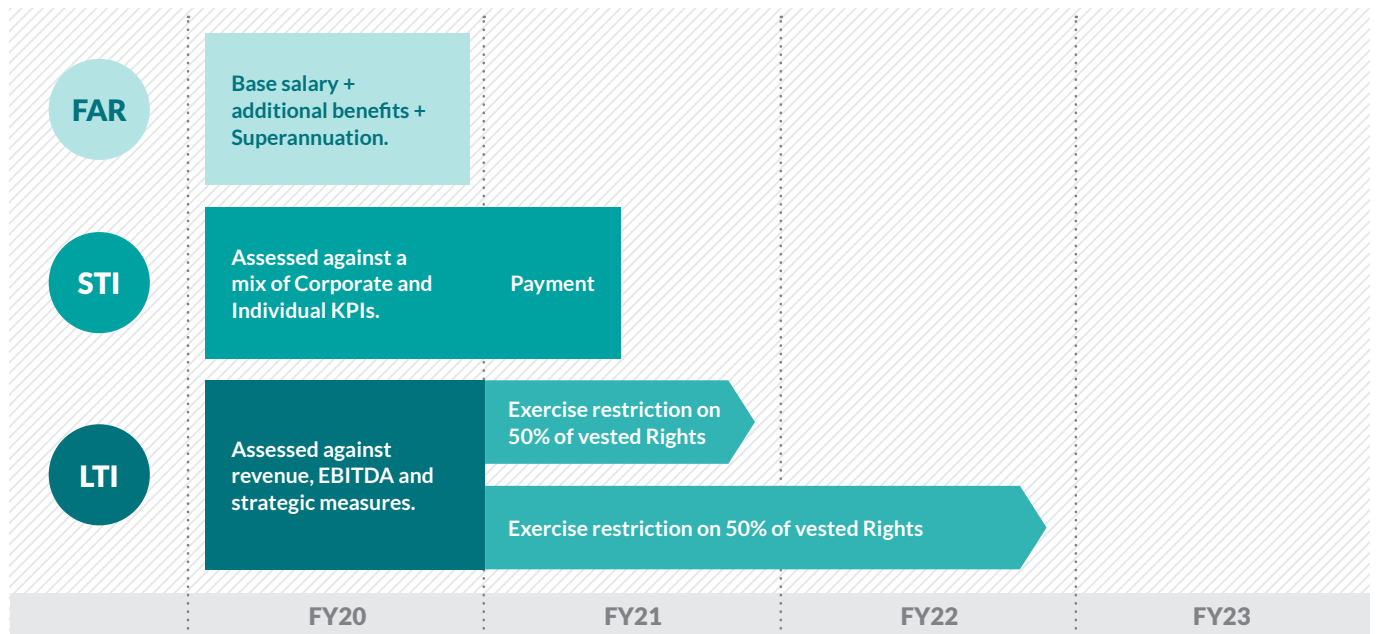 FAR
Base salary +
additional benefits +
Superannuation.
STI
Assessed against a
mix of Corporate and
Individual KPIs.
Payment
LTI
Assessed against
revenue, EBITDA and
strategic measures.
Exercise restriction on
50% of vested Rights
Exercise restriction on 50% of vested Rights
FY20
FY21
FY22
FY23